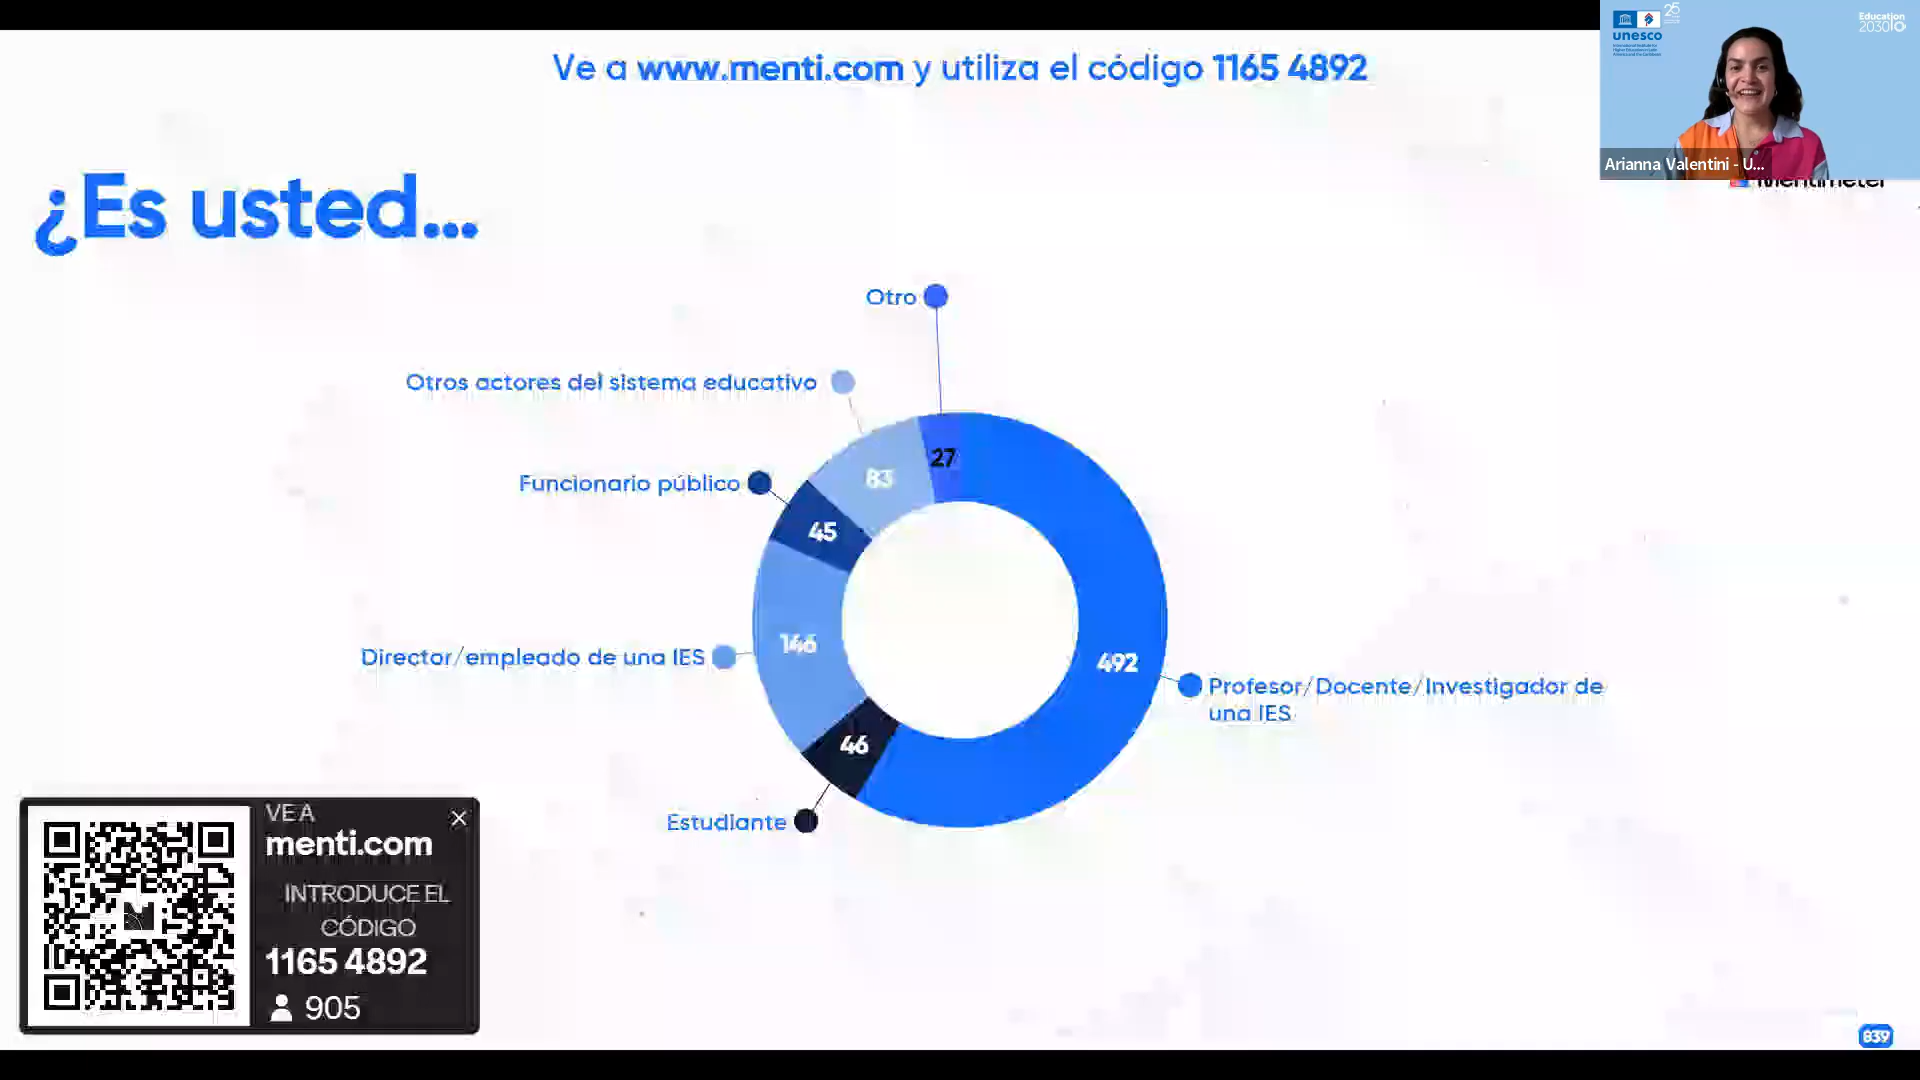 Ve a www.menti.com y utiliza el código 1165 4892
unesco
25
Education
2030
Arianna Valentini - U...
Mentimeter
¿Es usted...
Otro
Otros actores del sistema educativo
27
83
Funcionario público
45
Director/empleado de una IES
146
492
Profesor/Docente/Investigador de
una IES
46
Estudiante
VE A
menti.com
INTRODUCE EL
CÓDIGO
1165 4892
905
839